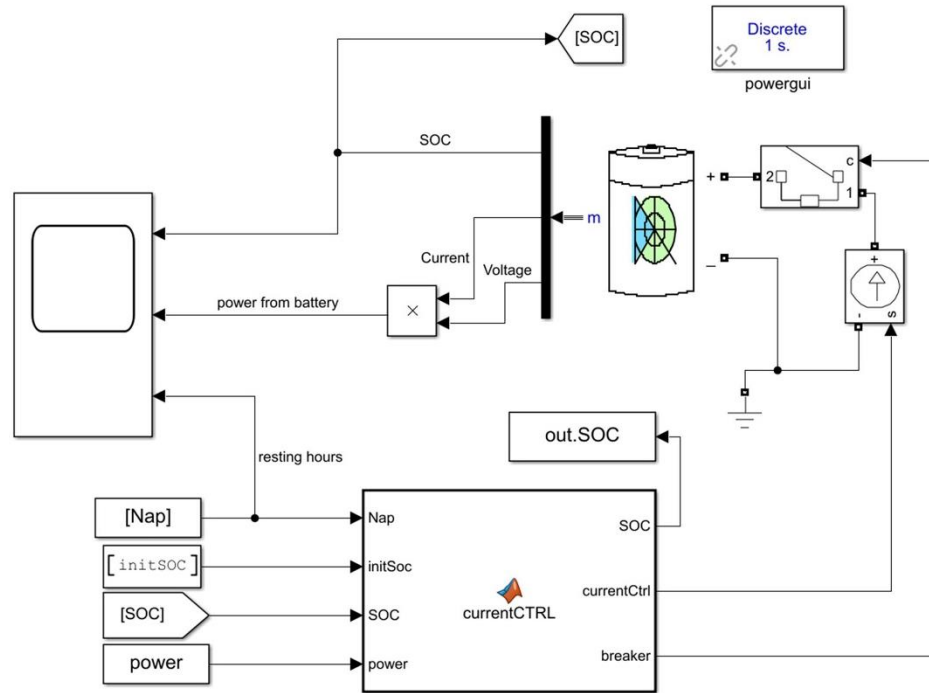 [SOC]
Discrete
1 s.
powergui
SOC
m
+
–
2
c
1
Current
Voltage
power from battery
×
+
-
s
resting hours
out.SOC
[Nap]
[initSOC]
[SOC]
power
Nap
initSoc
SOC
power
currentCTRL
SOC
currentCtrl
breaker